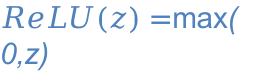 ReLU(z) =max(
0,z)